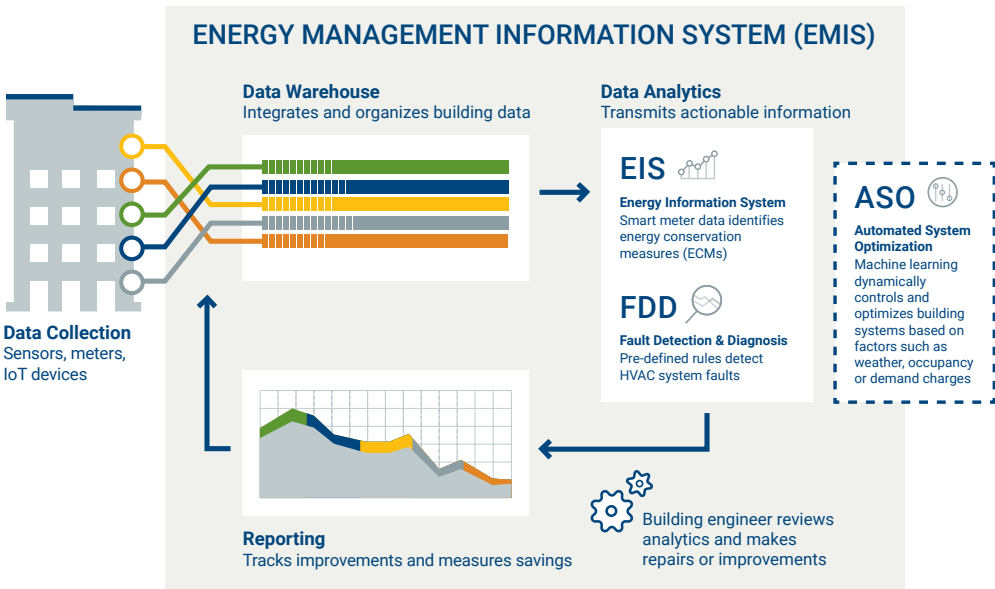 ENERGY MANAGEMENT INFORMATION SYSTEM (EMIS)
Data Collection
Sensors, meters,
IoT devices
Data Warehouse
Integrates and organizes building data
Data Analytics
Transmits actionable information
EIS
Energy Information System
Smart meter data identifies
energy conservation
measures (ECMs)
FDD
Fault Detection & Diagnosis
Pre-defined rules detect
HVAC system faults
ASO
Automated System
Optimization
Machine learning
dynamically
controls and
optimizes building
systems based on
factors such as
weather, occupancy
or demand charges
Building engineer reviews
analytics and makes
repairs or improvements
Reporting
Tracks improvements and measures savings